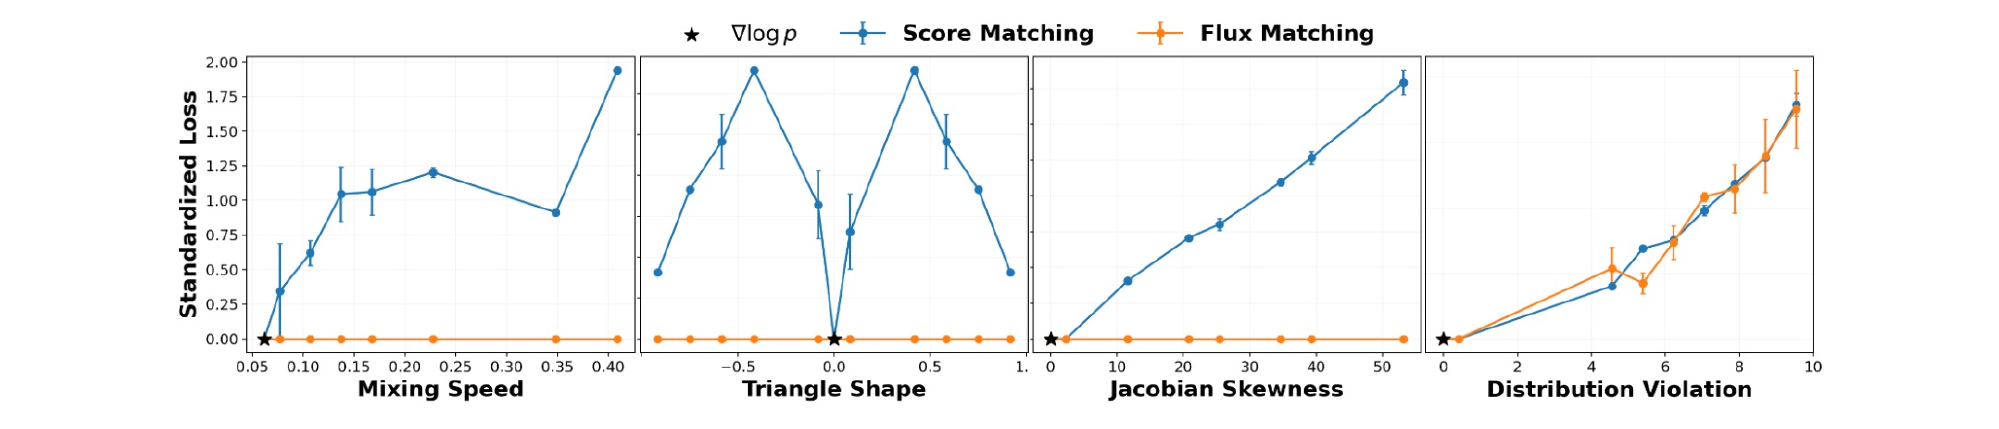 ∇log p Score Matching Flux Matching
Standardized Loss
2.00
1.75
1.50
1.25
1.00
0.75
0.50
0.25
0.00
0.05 0.10 0.15 0.20 0.25 0.30 0.35 0.40
−0.5 0.0 0.5 1.
0 10 20 30 40 50
0 2 4 6 8 10
Mixing Speed Triangle Shape Jacobian Skewness Distribution Violation